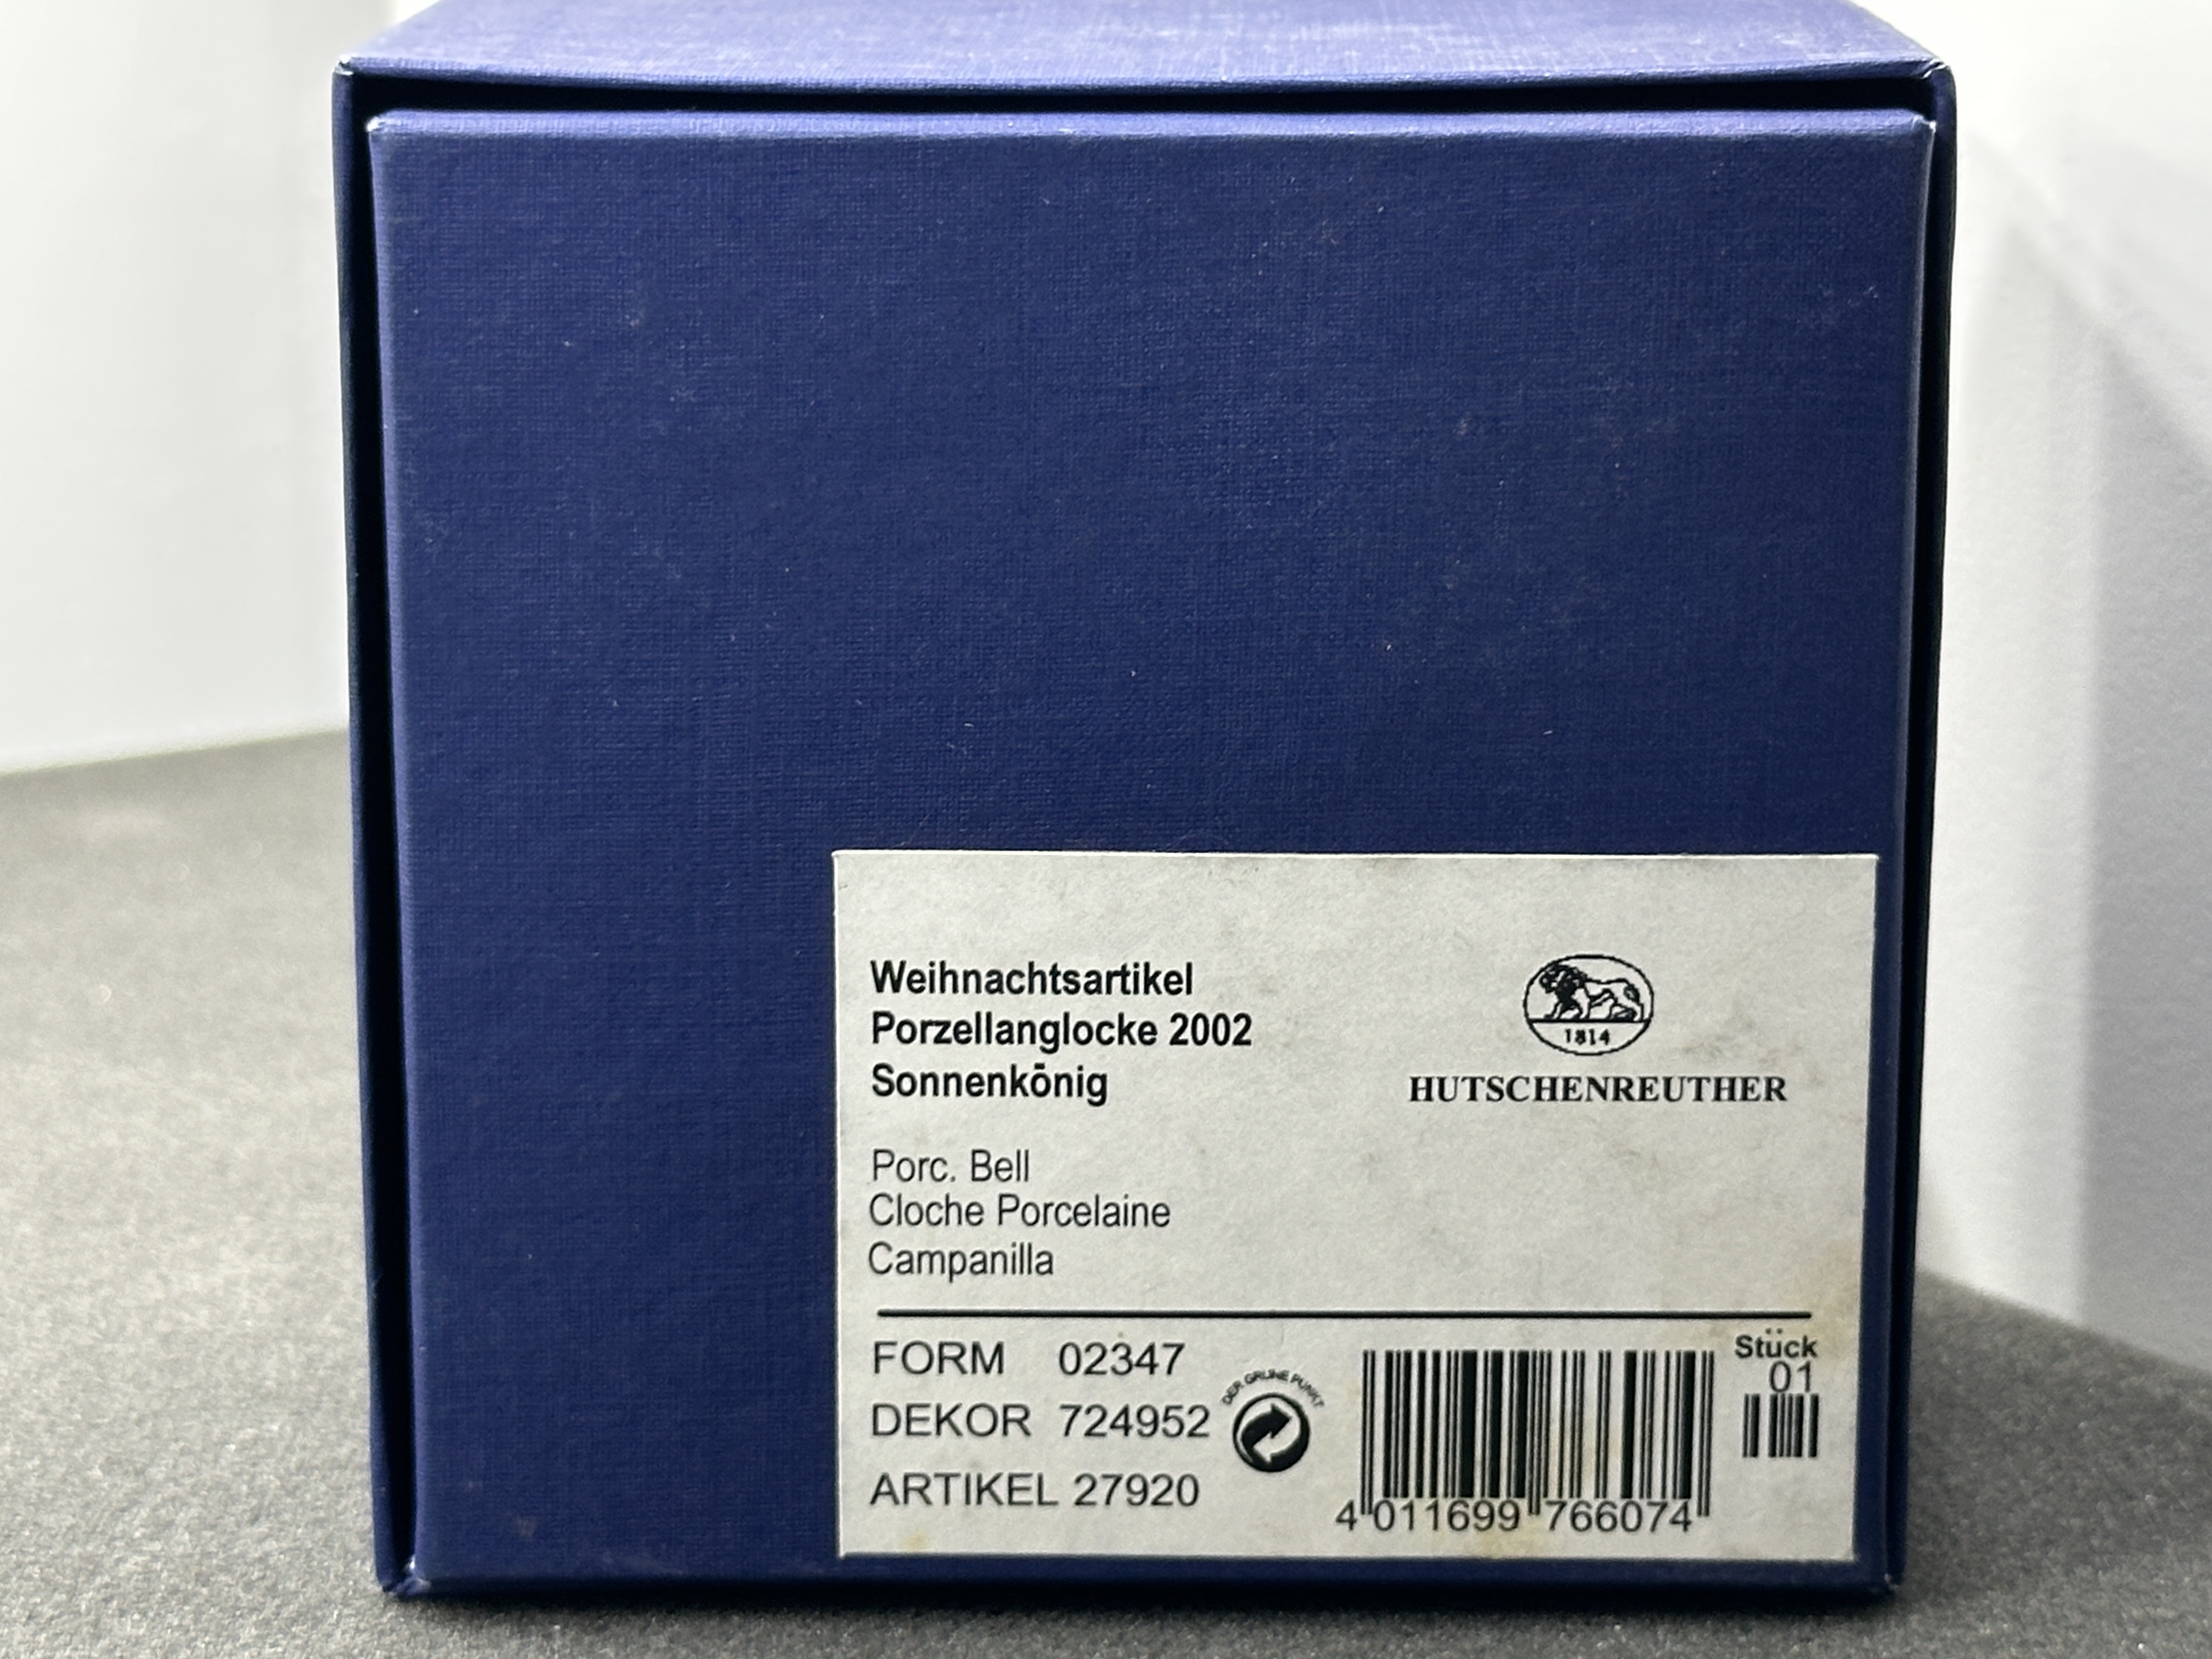 Weihnachtsartikel
Porzellanglocke 2002
Sonnenkönig
1814
HUTSCHENREUTHER
Porc. Bell
Cloche Porcelaine
Campanilla
FORM 02347
DEKOR 724952
ARTIKEL 27920
DER GRÜNE PUNKT
4 011699 766074
Stück
01